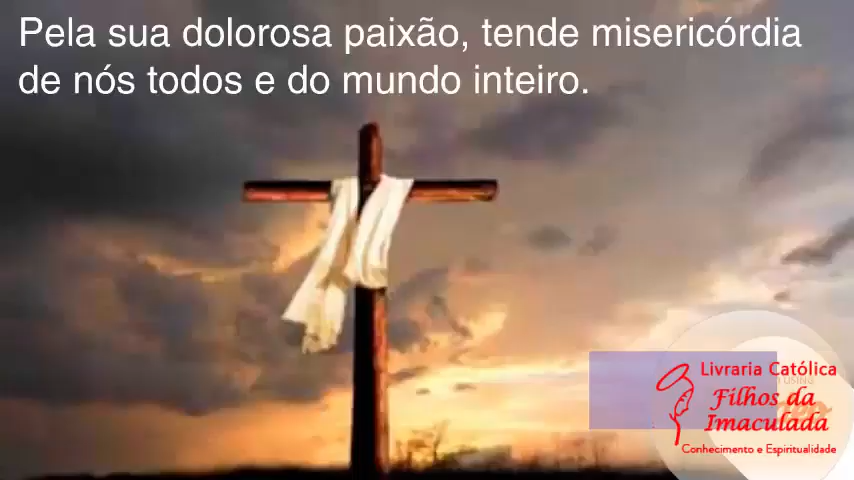 Pela sua dolorosa paixão, tende misericórdia
de nós todos e do mundo inteiro.
Livraria Católica
Filhos da
Imaculada
Conhecimento e Espiritualidade